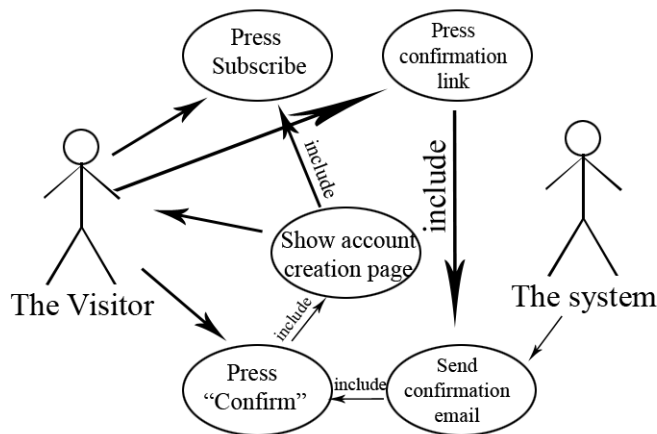 Press
Subscribe
Press
confirmation
link
include
include
Show account
creation page
The Visitor
The system
include
Press
“Confirm”
include
Send
confirmation
email